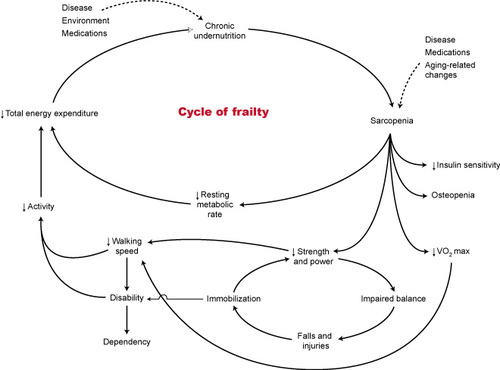 Disease
Environment
Medications
Chronic
undernutrition
Disease
Medications
Aging-related
changes
↓ Total energy expenditure
Cycle of frailty
Sarcopenia
↓ Insulin sensitivity
↓ Resting
metabolic
rate
Osteopenia
↓ Activity
↓ Walking
speed
↓ Strength
and power
↓ VO₂ max
Disability
Immobilization
Impaired balance
Dependency
Falls and
injuries